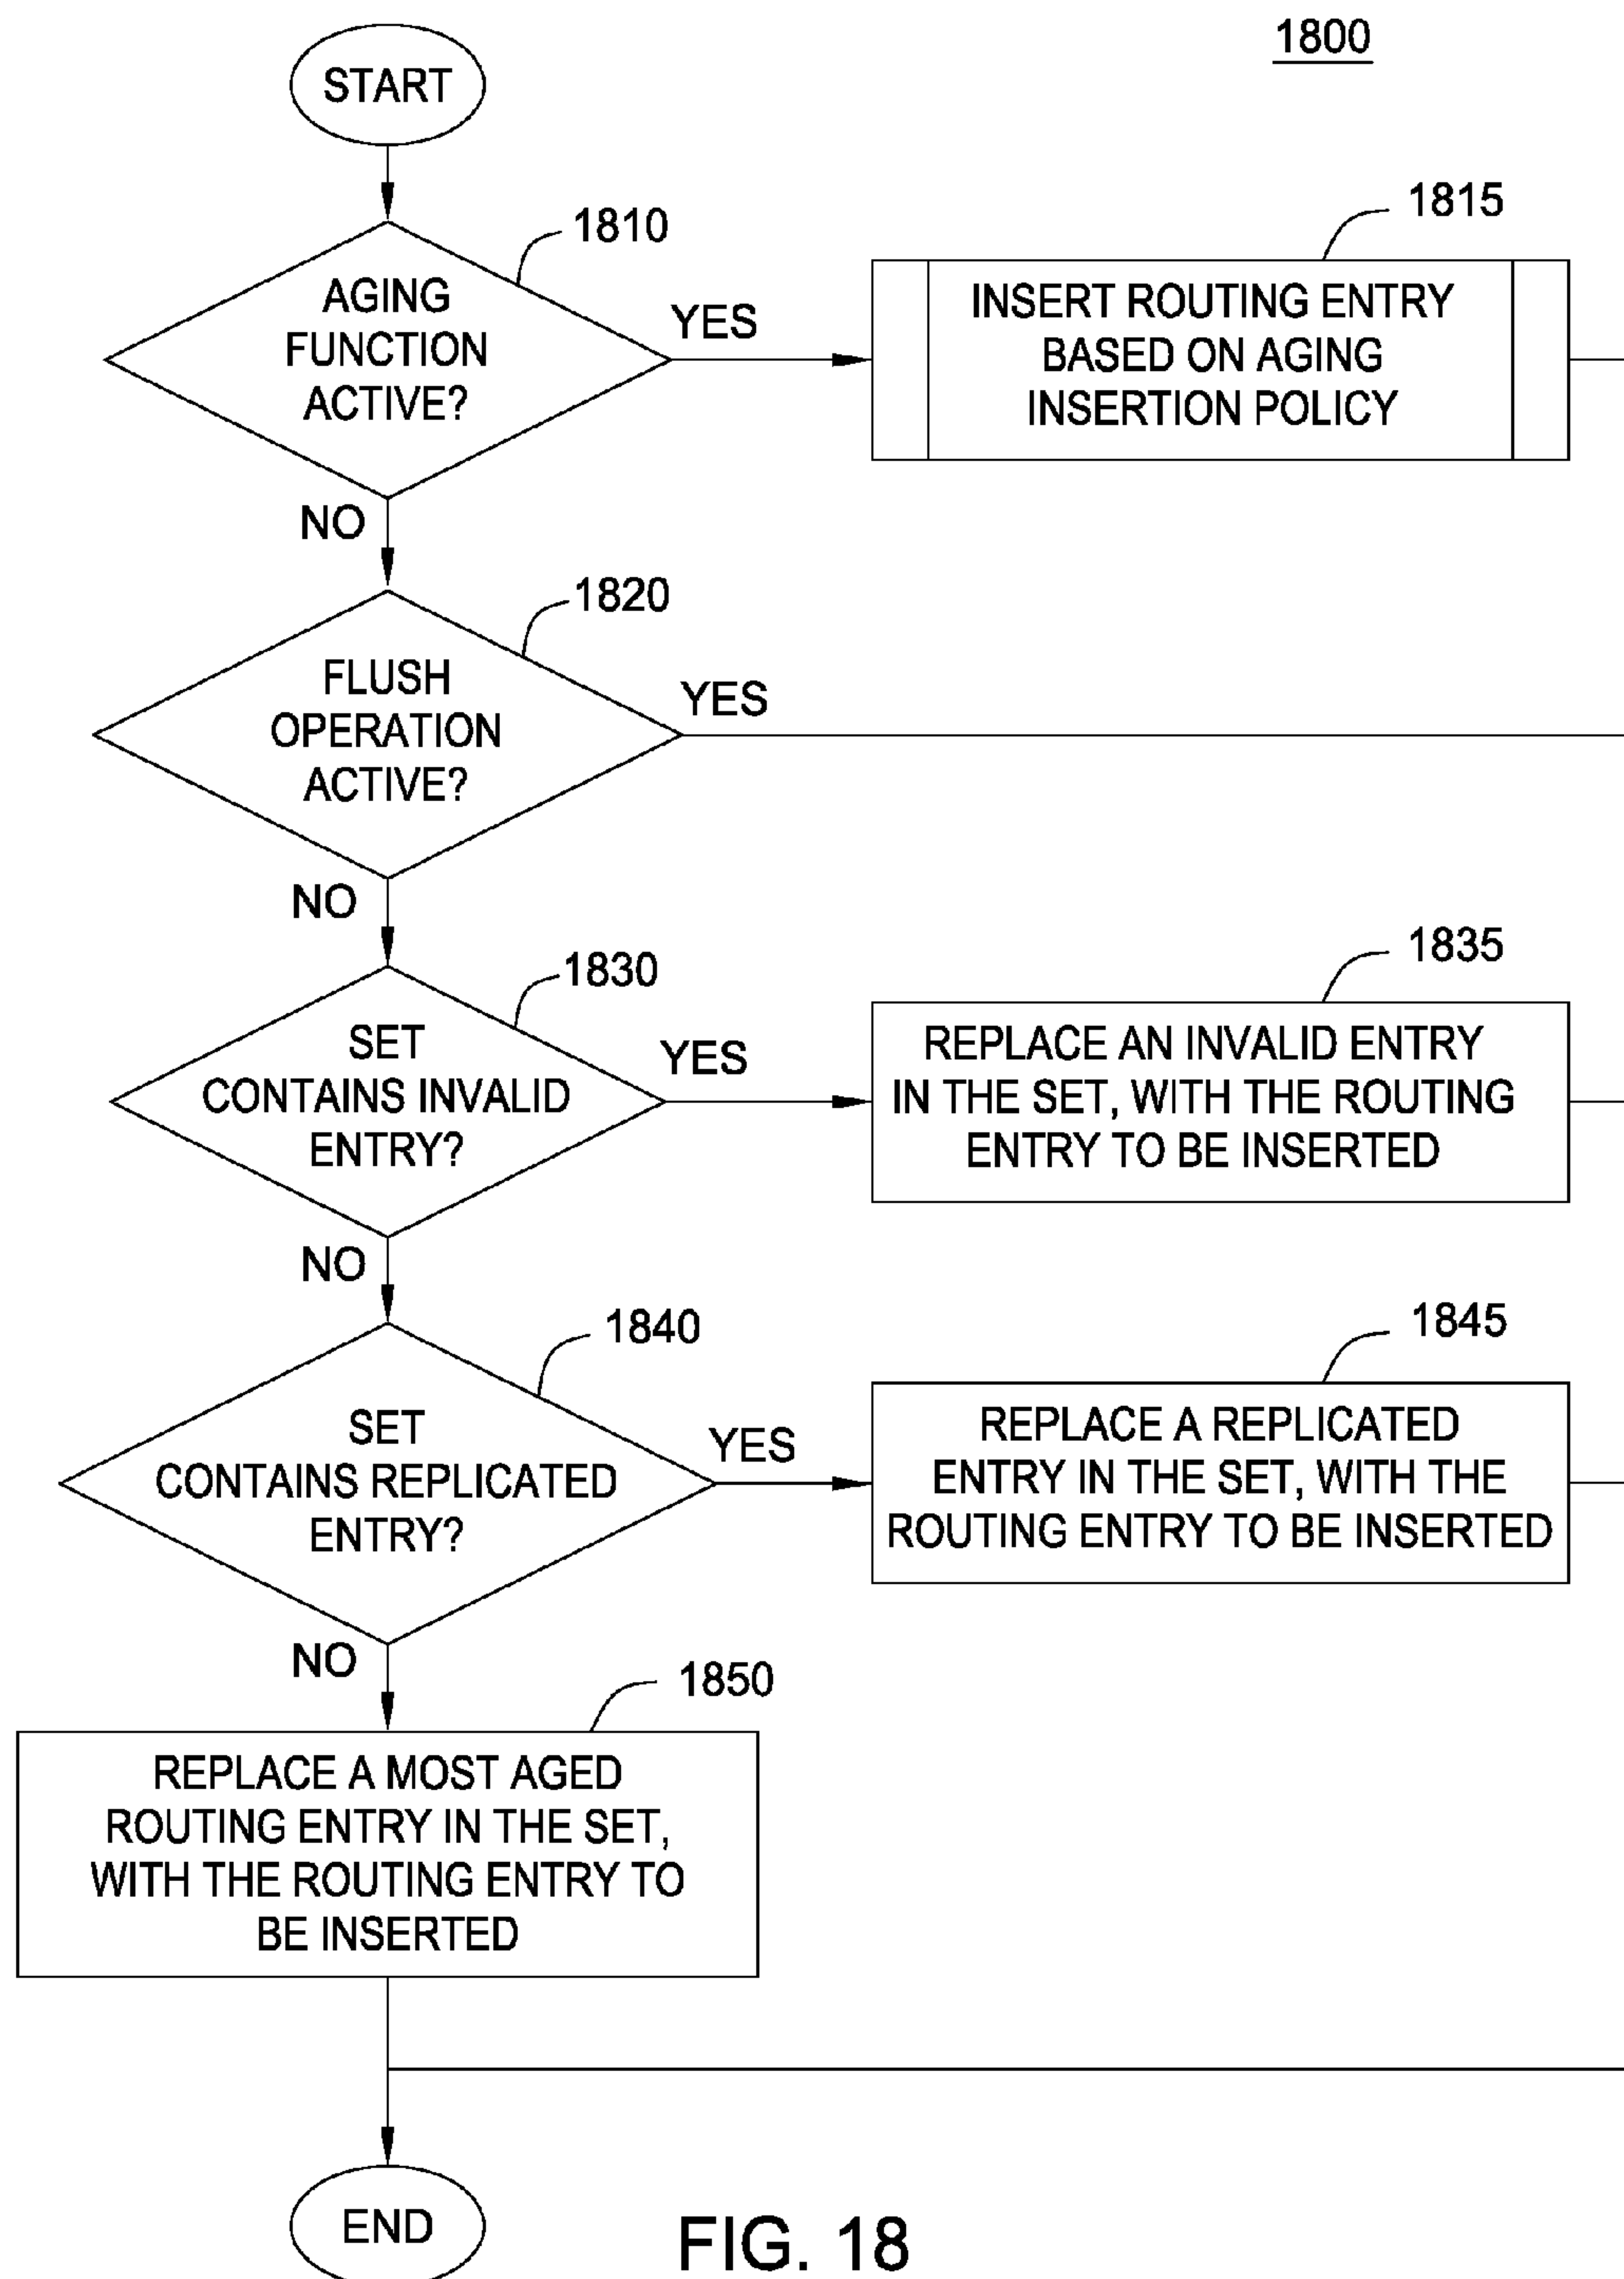 1800
START
1810
AGING
FUNCTION
ACTIVE?
YES
1815
INSERT ROUTING ENTRY
BASED ON AGING
INSERTION POLICY
NO
1820
FLUSH
OPERATION
ACTIVE?
YES
NO
1830
SET
CONTAINS INVALID
ENTRY?
YES
1835
REPLACE AN INVALID ENTRY
IN THE SET, WITH THE ROUTING
ENTRY TO BE INSERTED
NO
1840
SET
CONTAINS REPLICATED
ENTRY?
YES
1845
REPLACE A REPLICATED
ENTRY IN THE SET, WITH THE
ROUTING ENTRY TO BE INSERTED
NO
1850
REPLACE A MOST AGED
ROUTING ENTRY IN THE SET,
WITH THE ROUTING ENTRY TO
BE INSERTED
END
FIG. 18